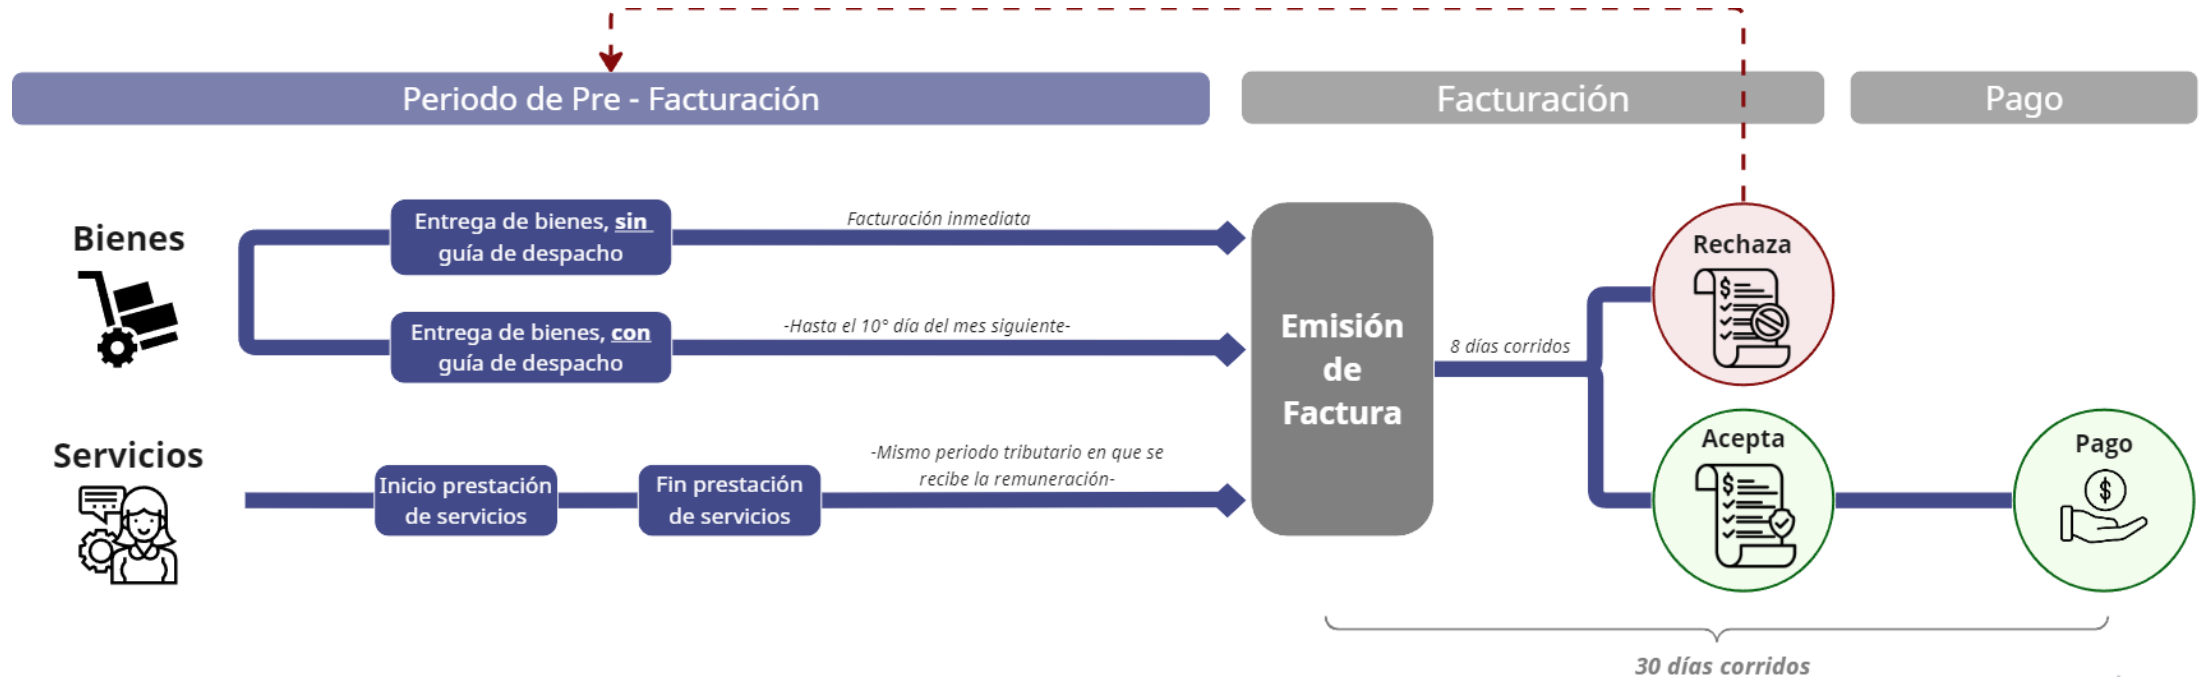 Periodo de Pre - Facturación
Facturación
Pago
Bienes
Entrega de bienes, sin
guía de despacho
Facturación inmediata
Entrega de bienes, con
guía de despacho
-Hasta el 10° día del mes siguiente-
Servicios
Inicio prestación
de servicios
Fin prestación
de servicios
-Mismo periodo tributario en que se
recibe la remuneración-
Emisión
de
Factura
8 días corridos
Rechaza
$
Acepta
$
Pago
$
30 días corridos